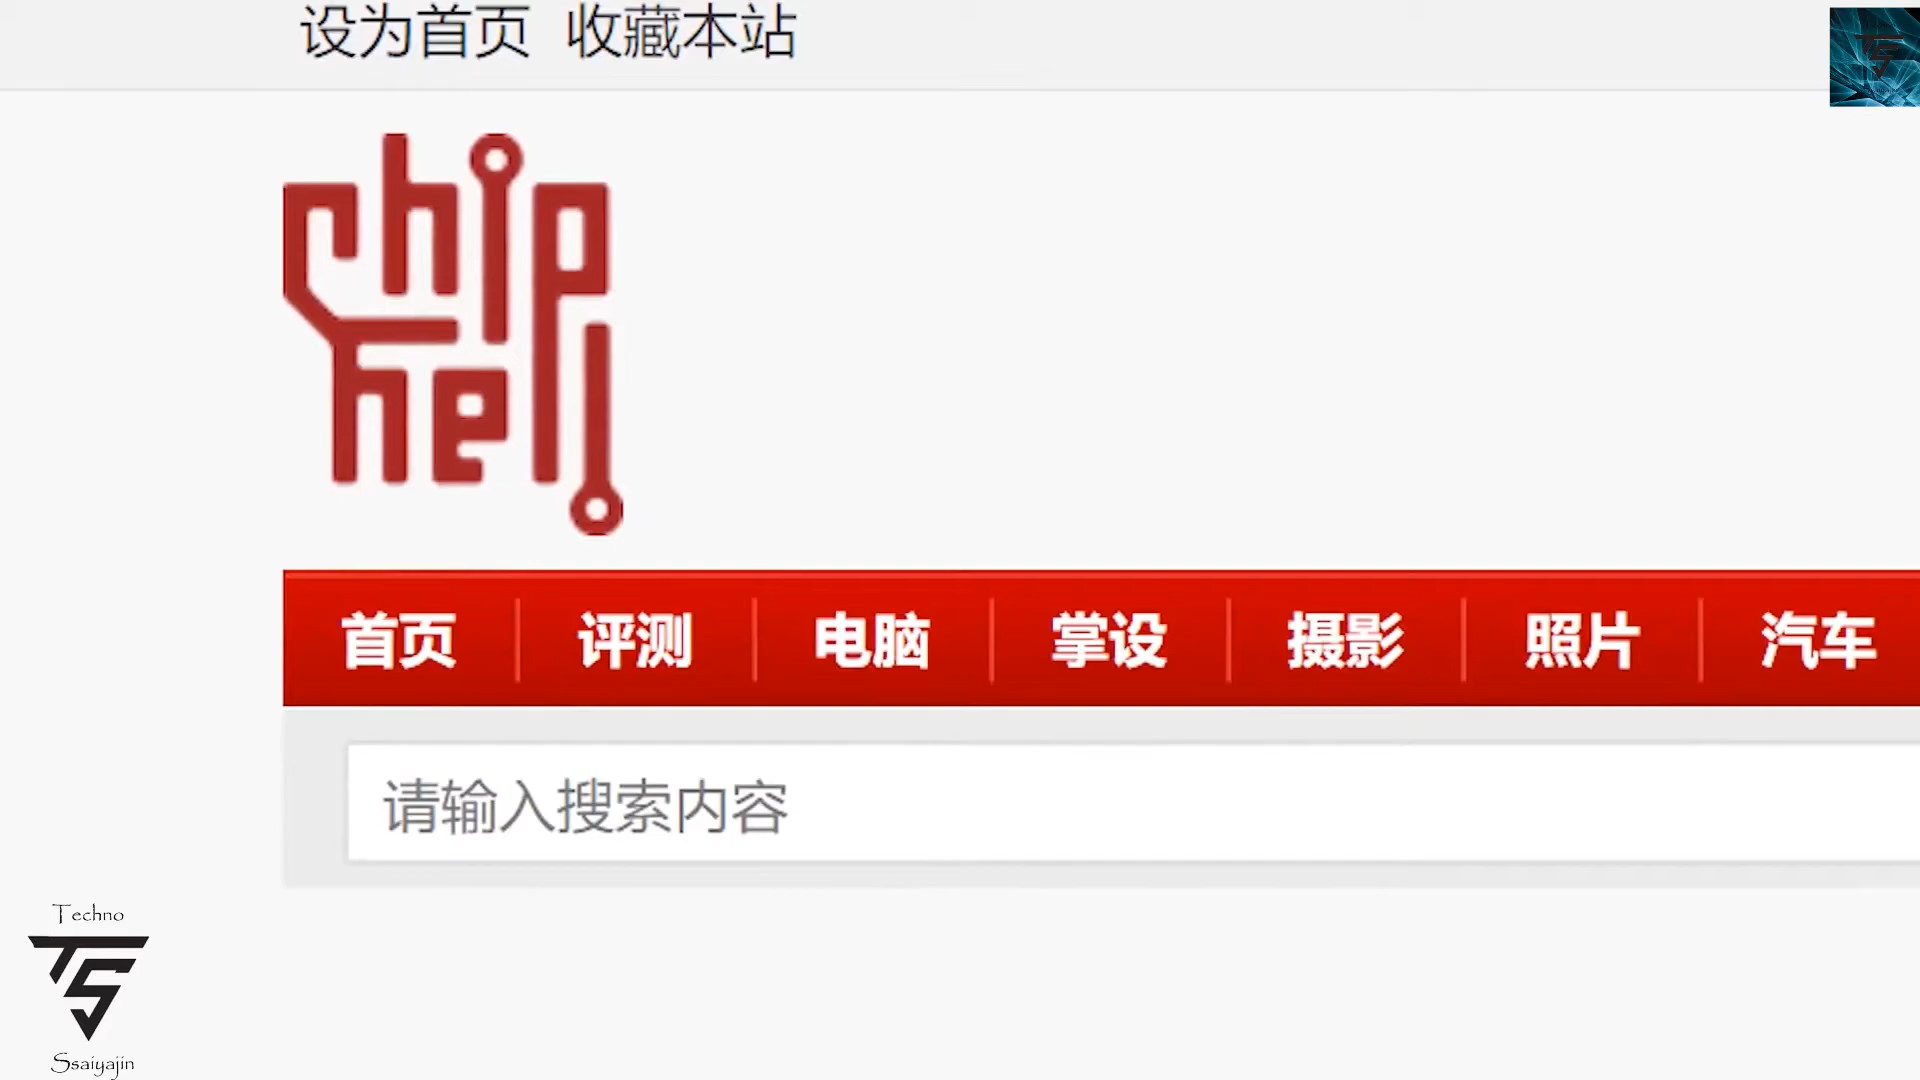 设为首页 收藏本站
chip
hell
首页 评测 电脑 掌设 摄影 照片 汽车
请输入搜索内容
Techno
TS
Ssaiyajin